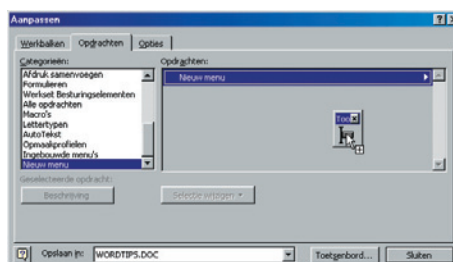 Aanpassen
Werkbalken Opdrachten Opties
Categorieën: Opdrachten:
Afdruk samenvoegen
Formulieren
Werkset Besturingselementen
Alle opdrachten
Macro's
Lettertypen
AutoTekst
Opmaakprofielen
Ingebouwde menu's
Nieuw menu
Nieuw menu
Too
Geselecteerde opdracht:
Beschrijving Selectie wijzigen
Opslaan in: WORDTIPS.DOC Toetsenbord... Sluiten